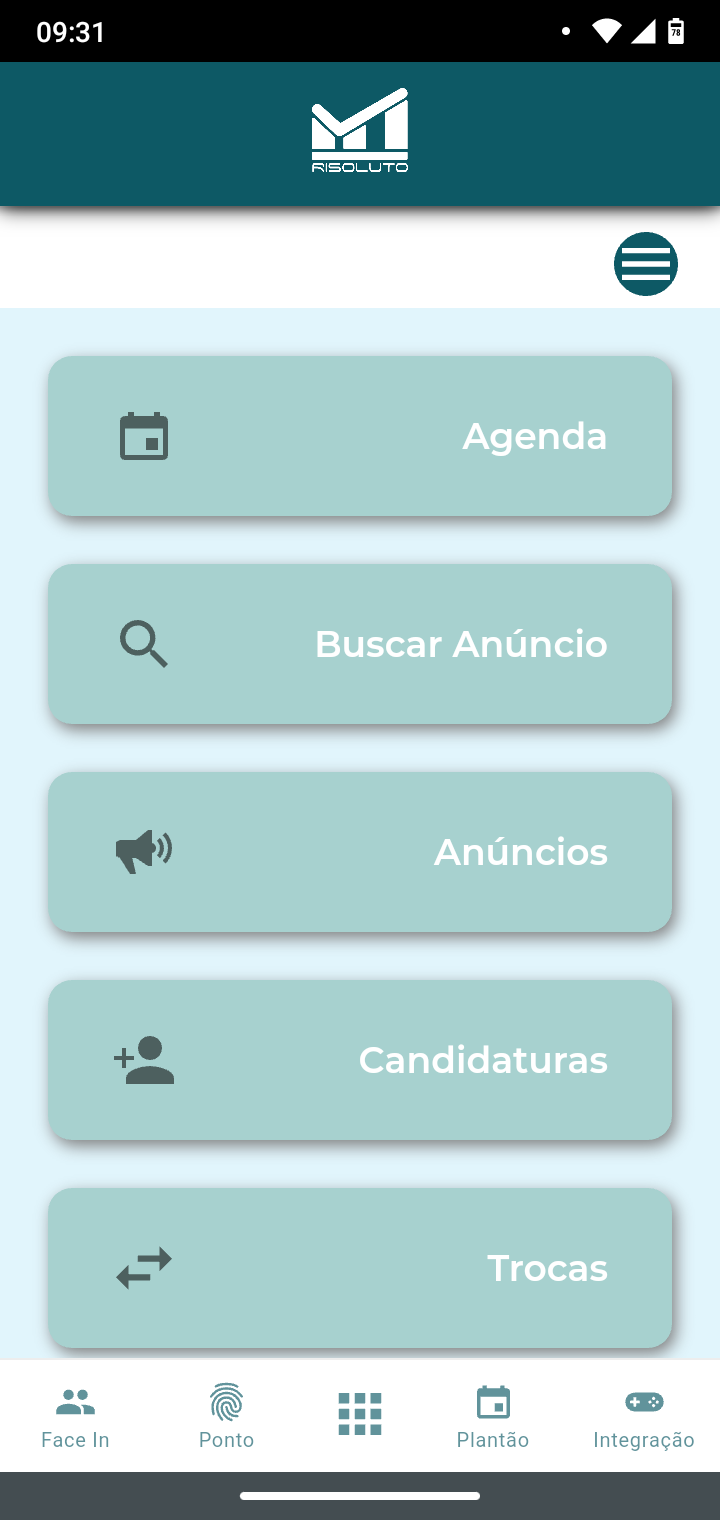 09:31
78
RISOLUTO
Agenda
Buscar Anúncio
Anúncios
Candidaturas
Trocas
Face In
Ponto
Plantão
Integração